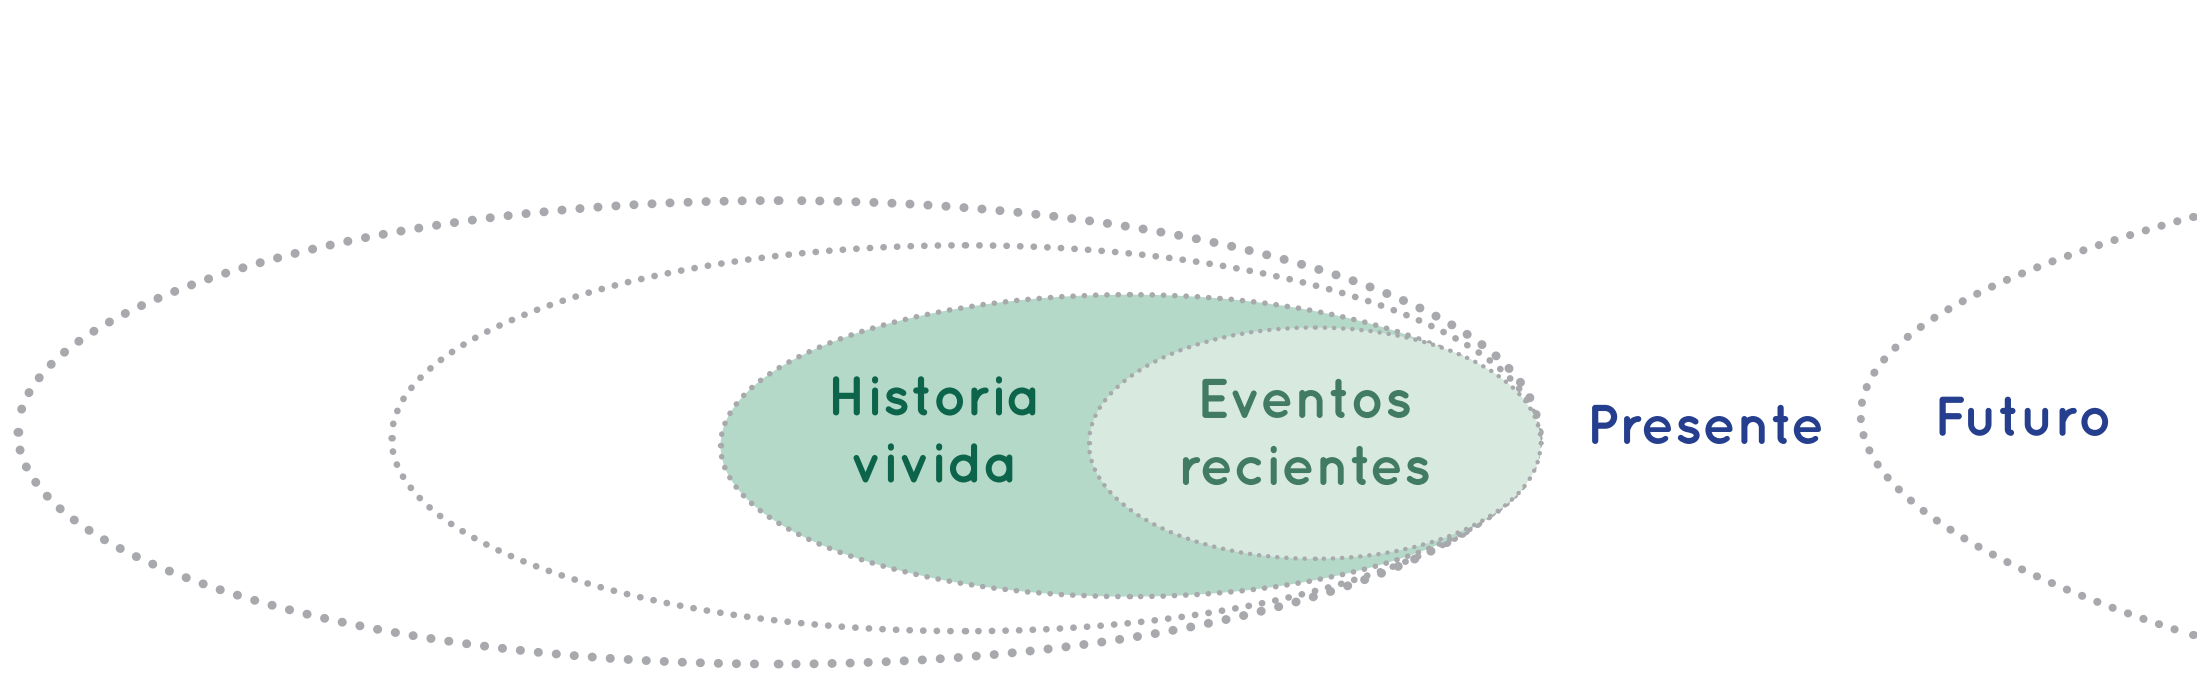 Historia
vivida
Eventos
recientes
Presente
Futuro